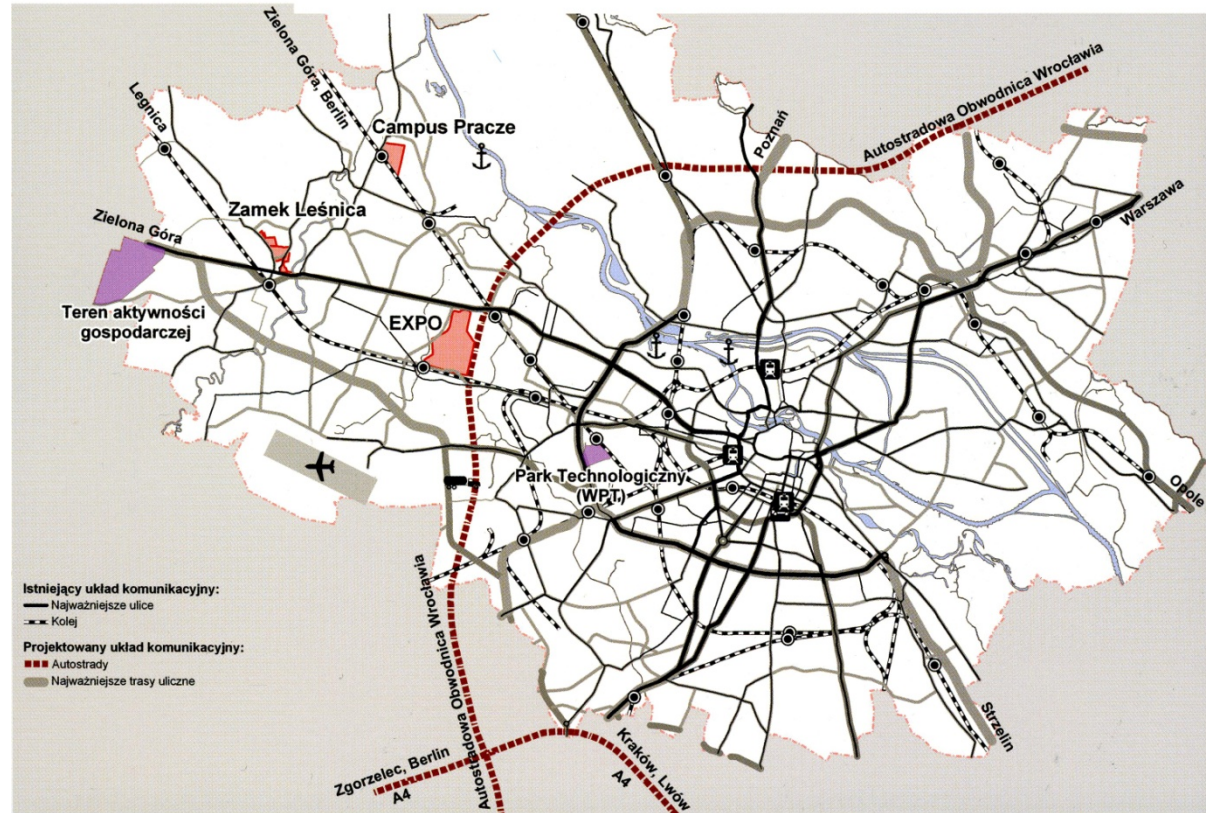 Zielona Góra, Berlin
Legnica
Campus Pracze
Poznań
Autostradowa Obwodnica Wrocławia
Zamek Leśnica
Zielona Góra
Warszawa
Teren aktywności
gospodarczej
EXPO
Park Technologiczny
(WPT)
Opole
Istniejący układ komunikacyjny:
Najważniejsze ulice
Kolej
Projektowany układ komunikacyjny:
Autostrady
Najważniejsze trasy uliczne
Autostradowa Obwodnica Wrocławia
Strzelin
Zgorzelec, Berlin
A4
Kraków, Lwów
A4